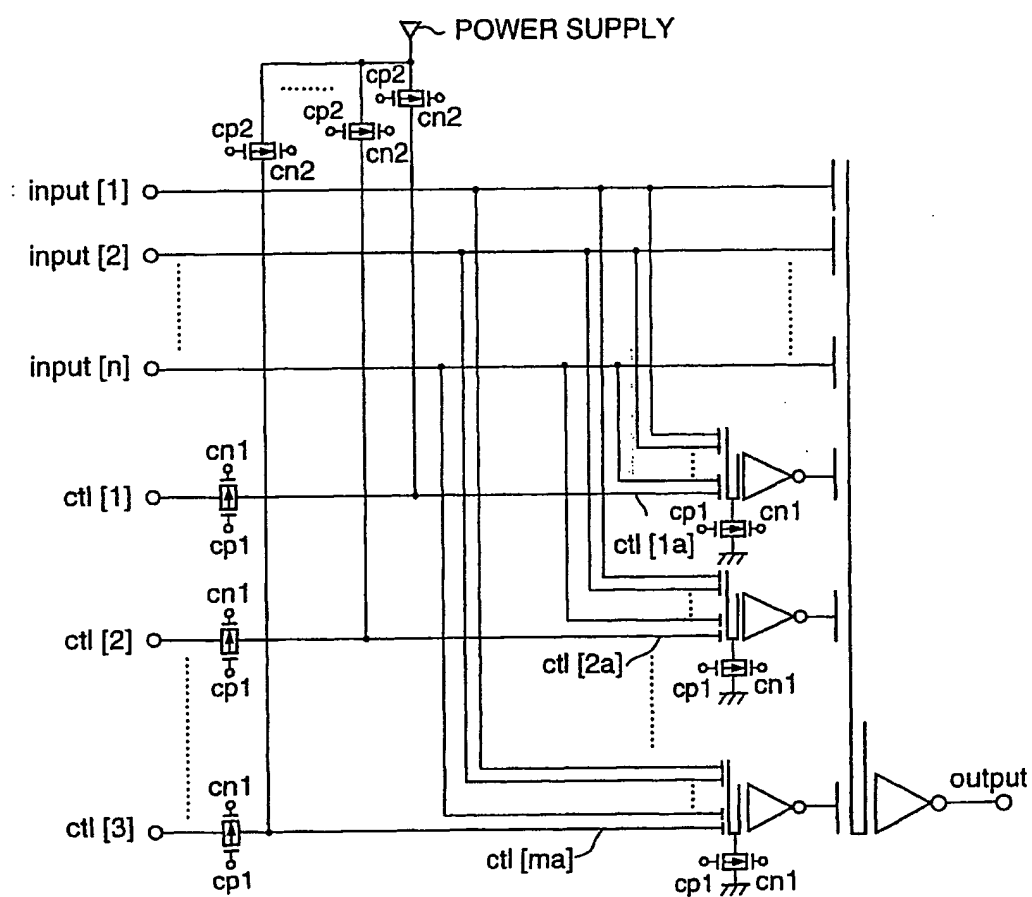 POWER SUPPLY
cp2
cn2
cp2
cn2
cp2
cn2
input [1]
input [2]
input [n]
cn1
ctl [1]
cp1
ctl [1a]
cp1
cn1
cn1
ctl [2]
cp1
ctl [2a]
cp1
cn1
cn1
ctl [3]
cp1
ctl [ma]
cp1
cn1
output